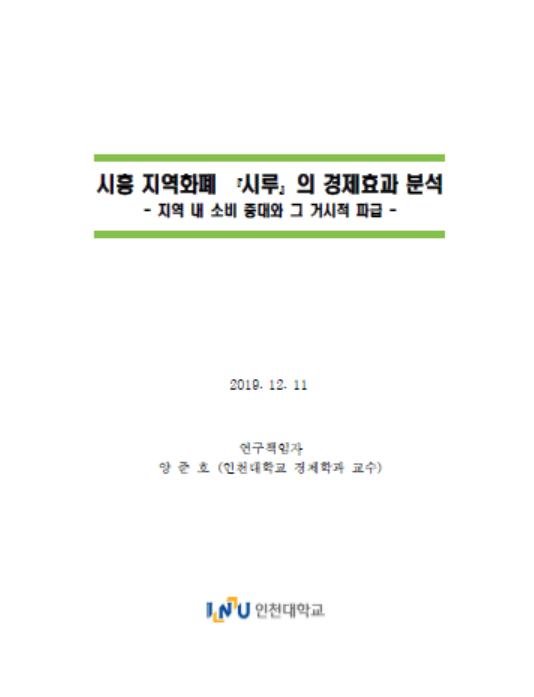 시흥 지역화폐 『시루』의 경제효과 분석
- 지역 내 소비 증대와 그 거시적 파급 -
2019. 12. 11
연구책임자
양 준 호 (인천대학교 경제학과 교수)
INU 인천대학교